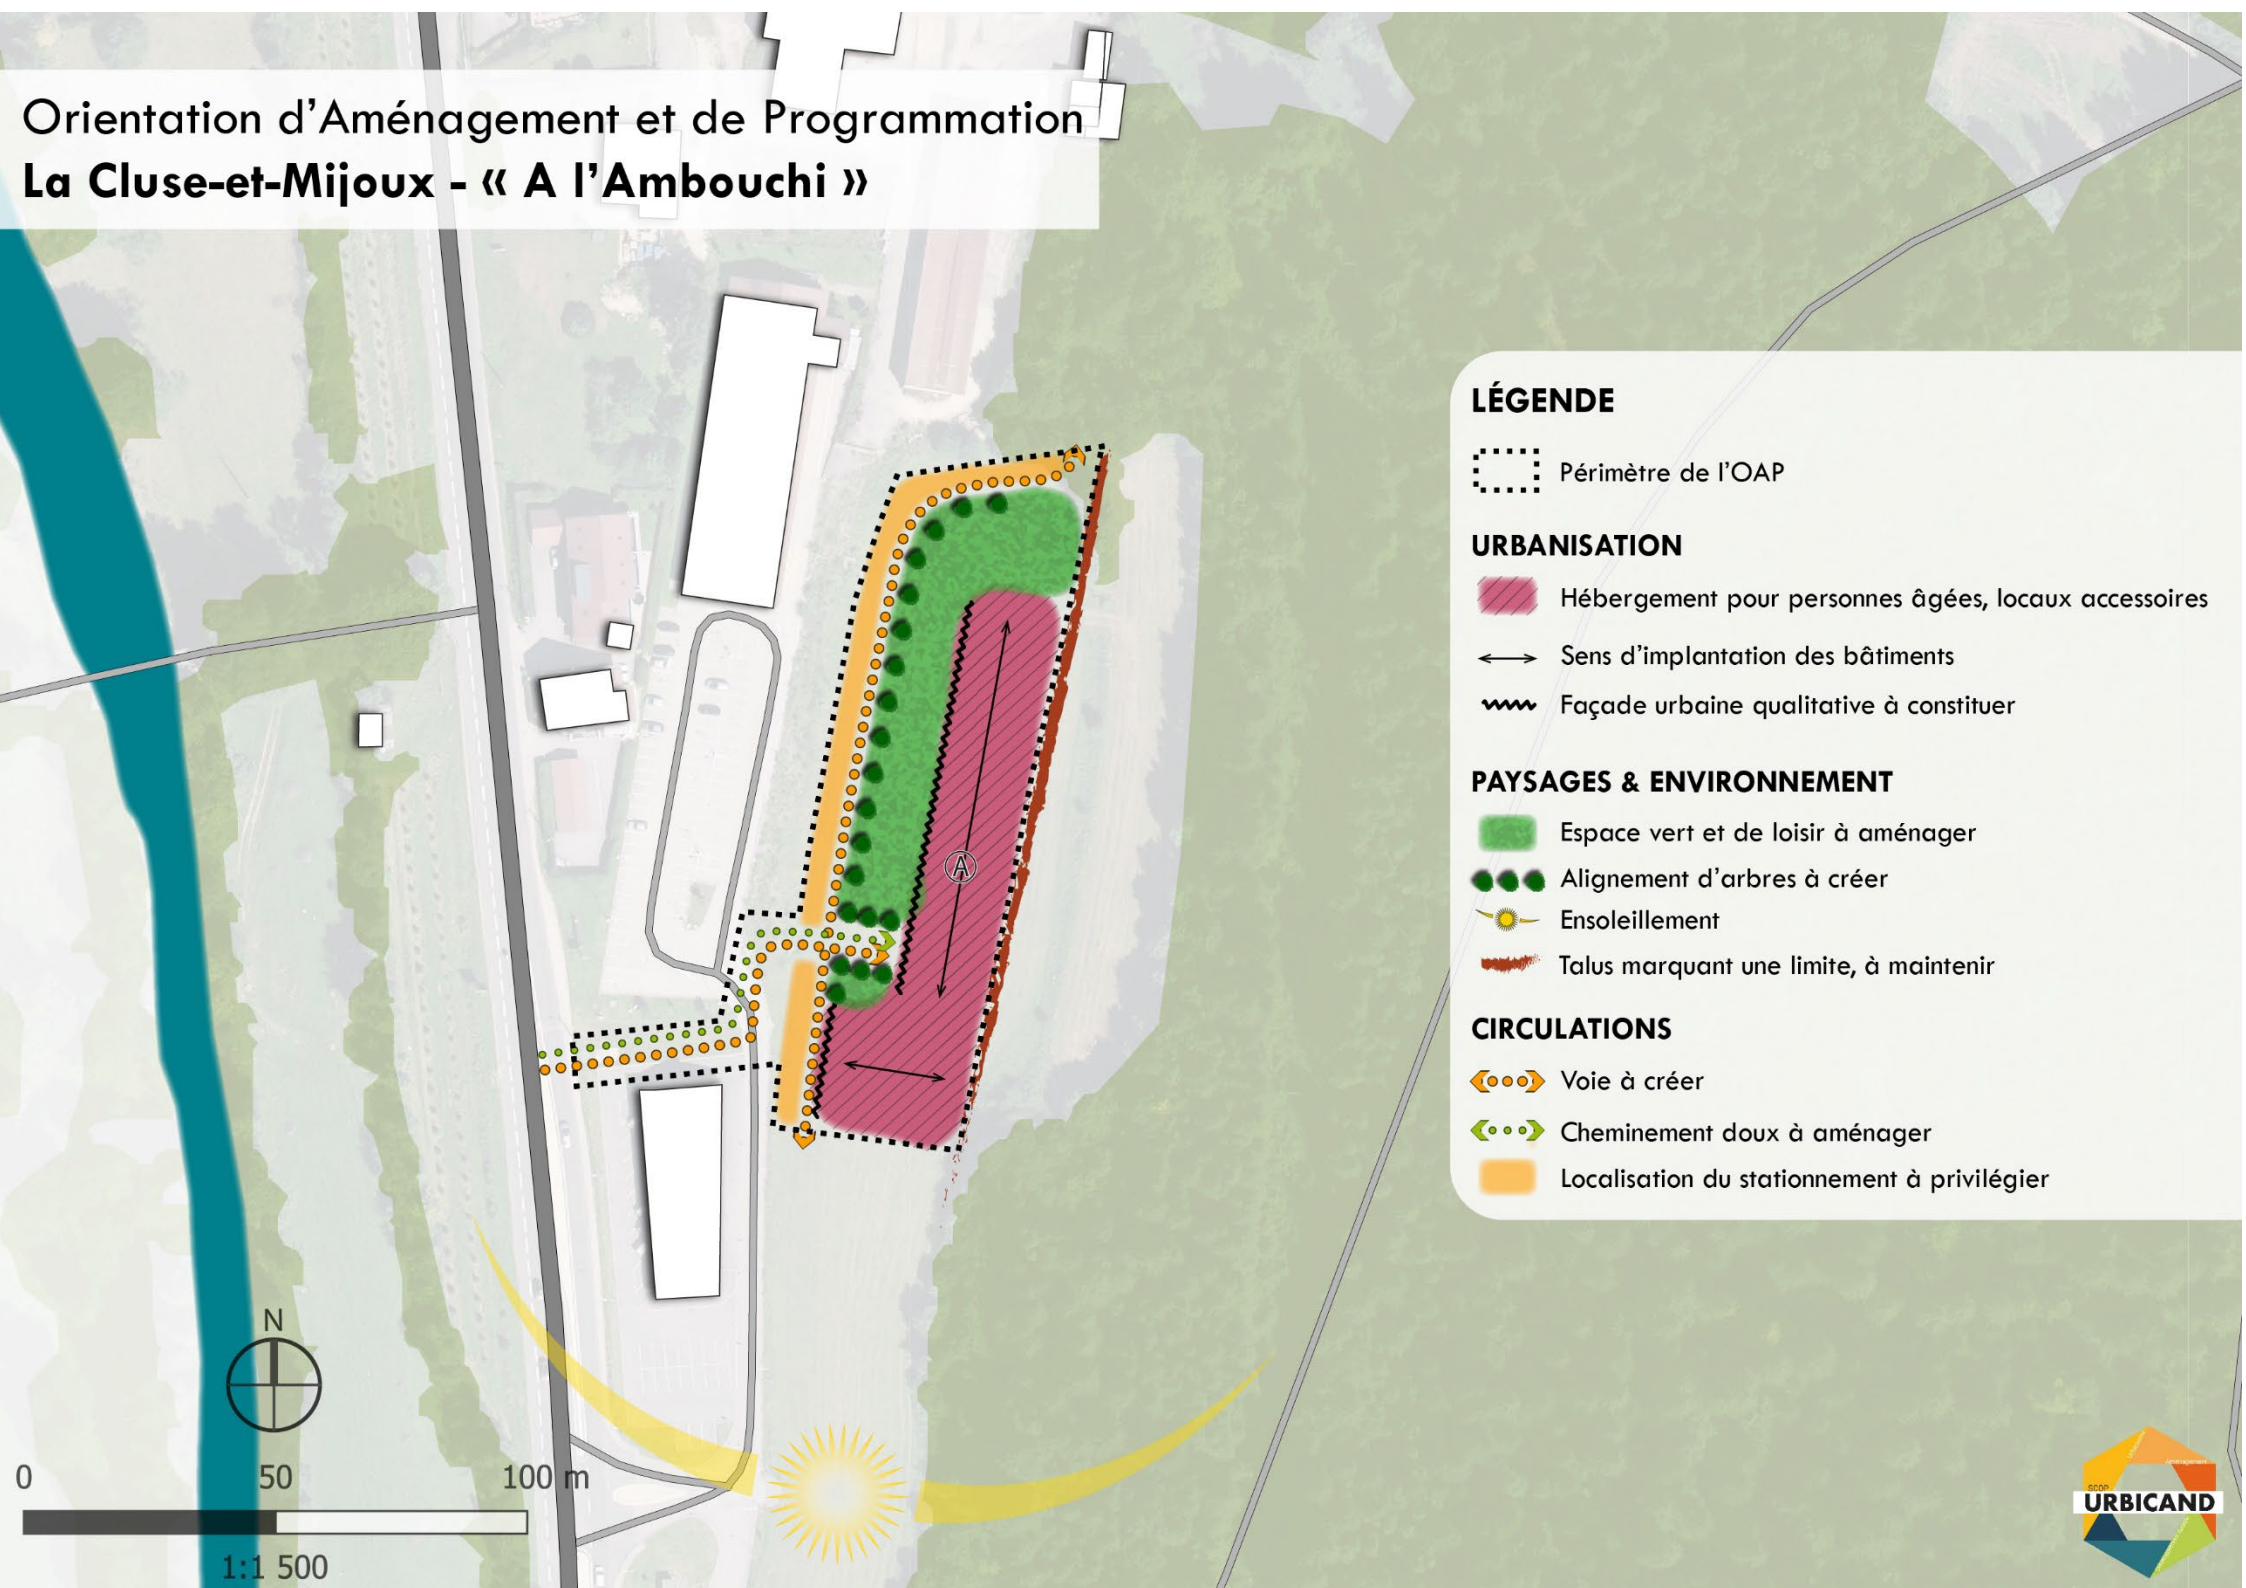 Orientation d'Aménagement et de Programmation
La Cluse-et-Mijoux - « A l'Ambouchi »
LÉGENDE
Périmètre de l'OAP
URBANISATION
Hébergement pour personnes âgées, locaux accessoires
Sens d'implantation des bâtiments
Façade urbaine qualitative à constituer
PAYSAGES & ENVIRONNEMENT
Espace vert et de loisir à aménager
Alignement d'arbres à créer
Ensoleillement
Talus marquant une limite, à maintenir
CIRCULATIONS
Voie à créer
Cheminement doux à aménager
Localisation du stationnement à privilégier
A
N
0 50 100 m
1:1 500
SCOP
URBICAND